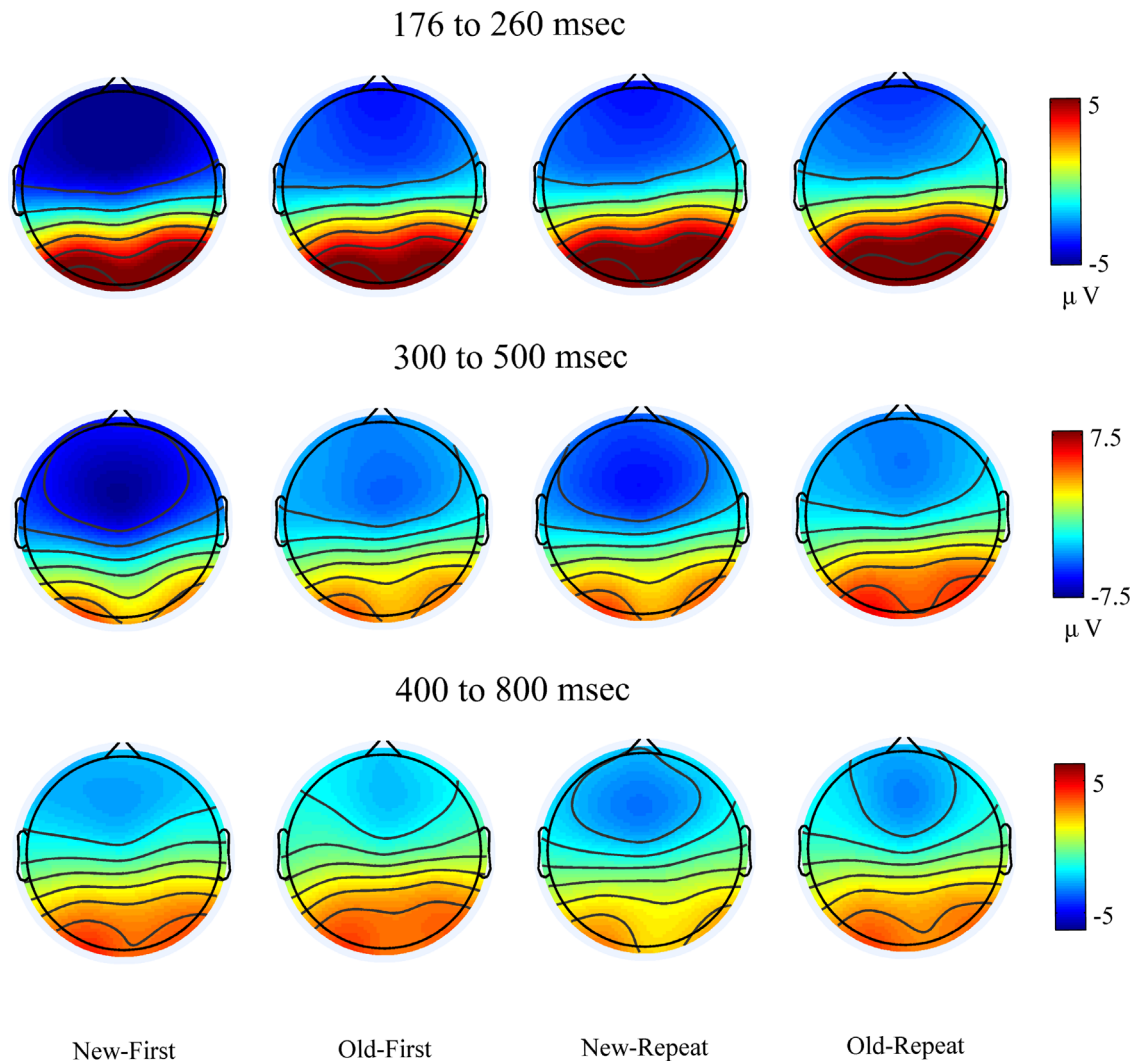 176 to 260 msec
5
-5
μ V
300 to 500 msec
7.5
-7.5
μ V
400 to 800 msec
5
-5
New-First Old-First New-Repeat Old-Repeat